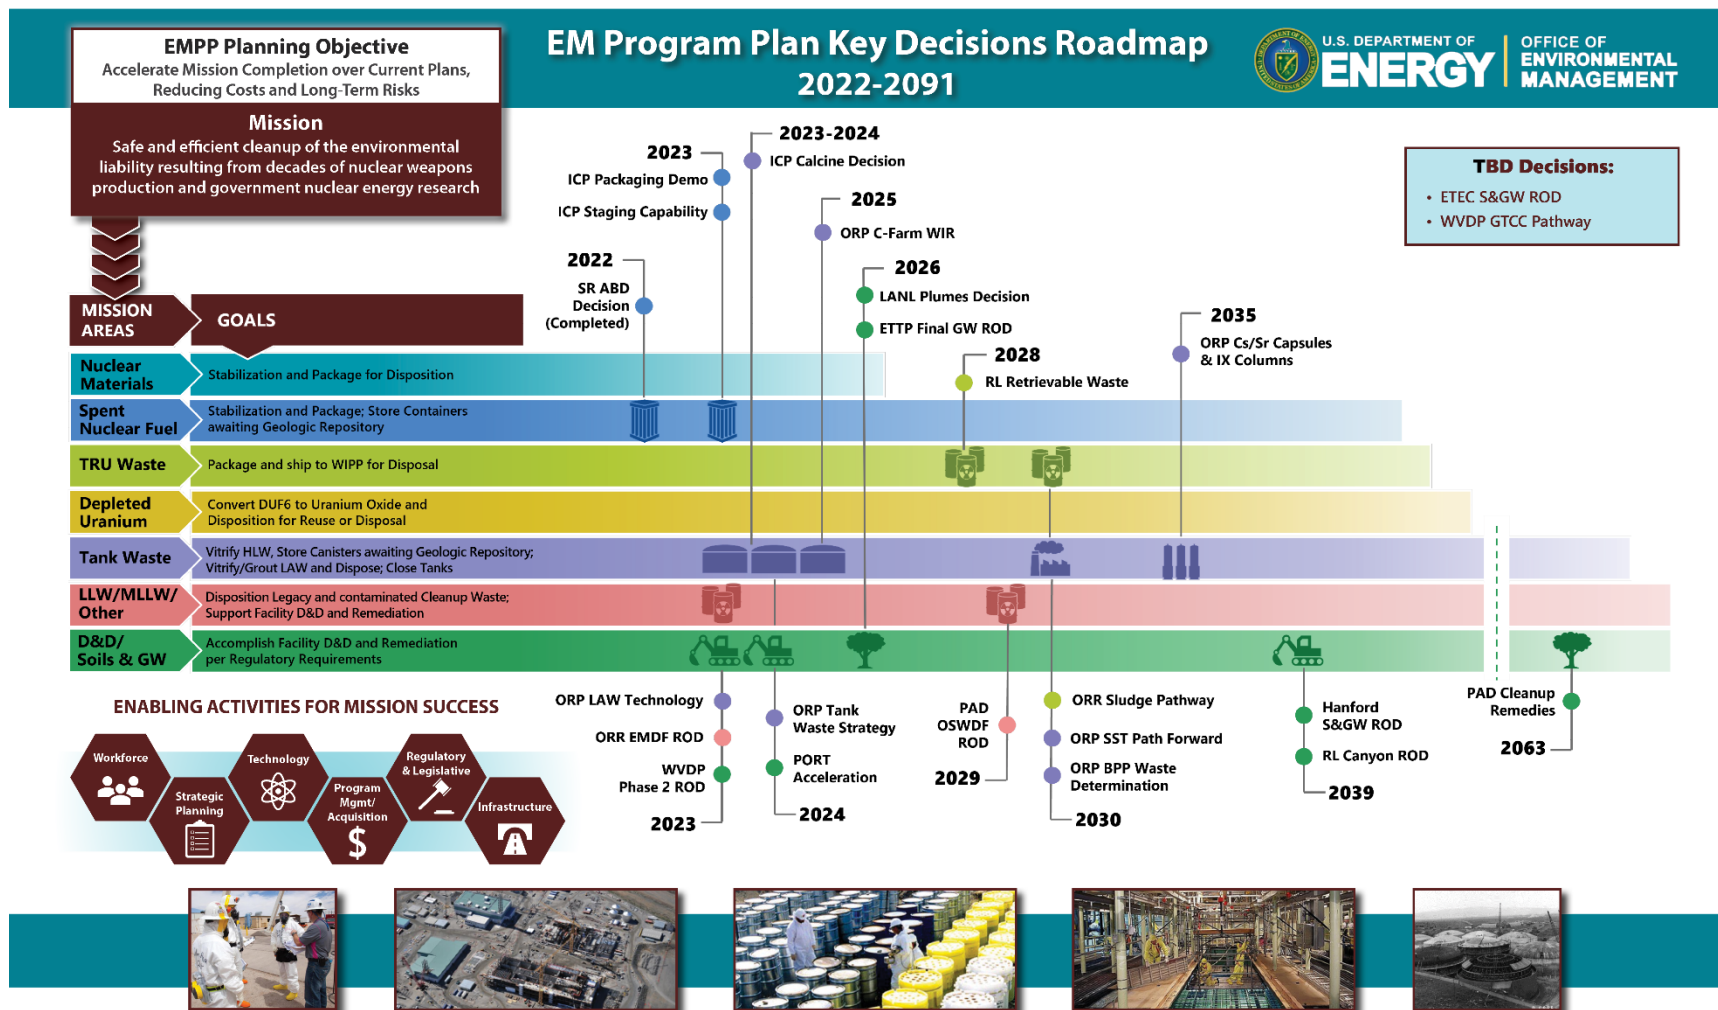 EMPP Planning Objective
Accelerate Mission Completion over Current Plans,
Reducing Costs and Long-Term Risks
Mission
Safe and efficient cleanup of the environmental
liability resulting from decades of nuclear weapons
production and government nuclear energy research
EM Program Plan Key Decisions Roadmap
2022-2091
U.S. DEPARTMENT OF
ENERGY
OFFICE OF
ENVIRONMENTAL
MANAGEMENT
TBD Decisions:
• ETEC S&GW ROD
• WVDP GTCC Pathway
2023-2024
ICP Calcine Decision
2023
ICP Packaging Demo
ICP Staging Capability
2025
ORP C-Farm WIR
2022
SR ABD
Decision
(Completed)
2026
LANL Plumes Decision
ETTP Final GW ROD
2028
RL Retrievable Waste
2035
ORP Cs/Sr Capsules
& IX Columns
MISSION
AREAS
GOALS
Nuclear
Materials
Stabilization and Package for Disposition
Spent
Nuclear Fuel
Stabilization and Package; Store Containers
awaiting Geologic Repository
TRU Waste
Package and ship to WIPP for Disposal
Depleted
Uranium
Convert DUF6 to Uranium Oxide and
Disposition for Reuse or Disposal
Tank Waste
Vitrify HLW, Store Canisters awaiting Geologic Repository;
Vitrify/Grout LAW and Dispose; Close Tanks
LLW/MLLW/
Other
Disposition Legacy and contaminated Cleanup Waste;
Support Facility D&D and Remediation
D&D/
Soils & GW
Accomplish Facility D&D and Remediation
per Regulatory Requirements
ENABLING ACTIVITIES FOR MISSION SUCCESS
Workforce
Strategic
Planning
Technology
Program
Mgmt/
Acquisition
$
Regulatory
& Legislative
Infrastructure
ORP LAW Technology
ORR EMDF ROD
WVDP
Phase 2 ROD
2023
ORP Tank
Waste Strategy
PORT
Acceleration
2024
PAD
OSWDF
ROD
2029
ORR Sludge Pathway
ORP SST Path Forward
ORP BPP Waste
Determination
2030
Hanford
S&GW ROD
RL Canyon ROD
2039
PAD Cleanup
Remedies
2063